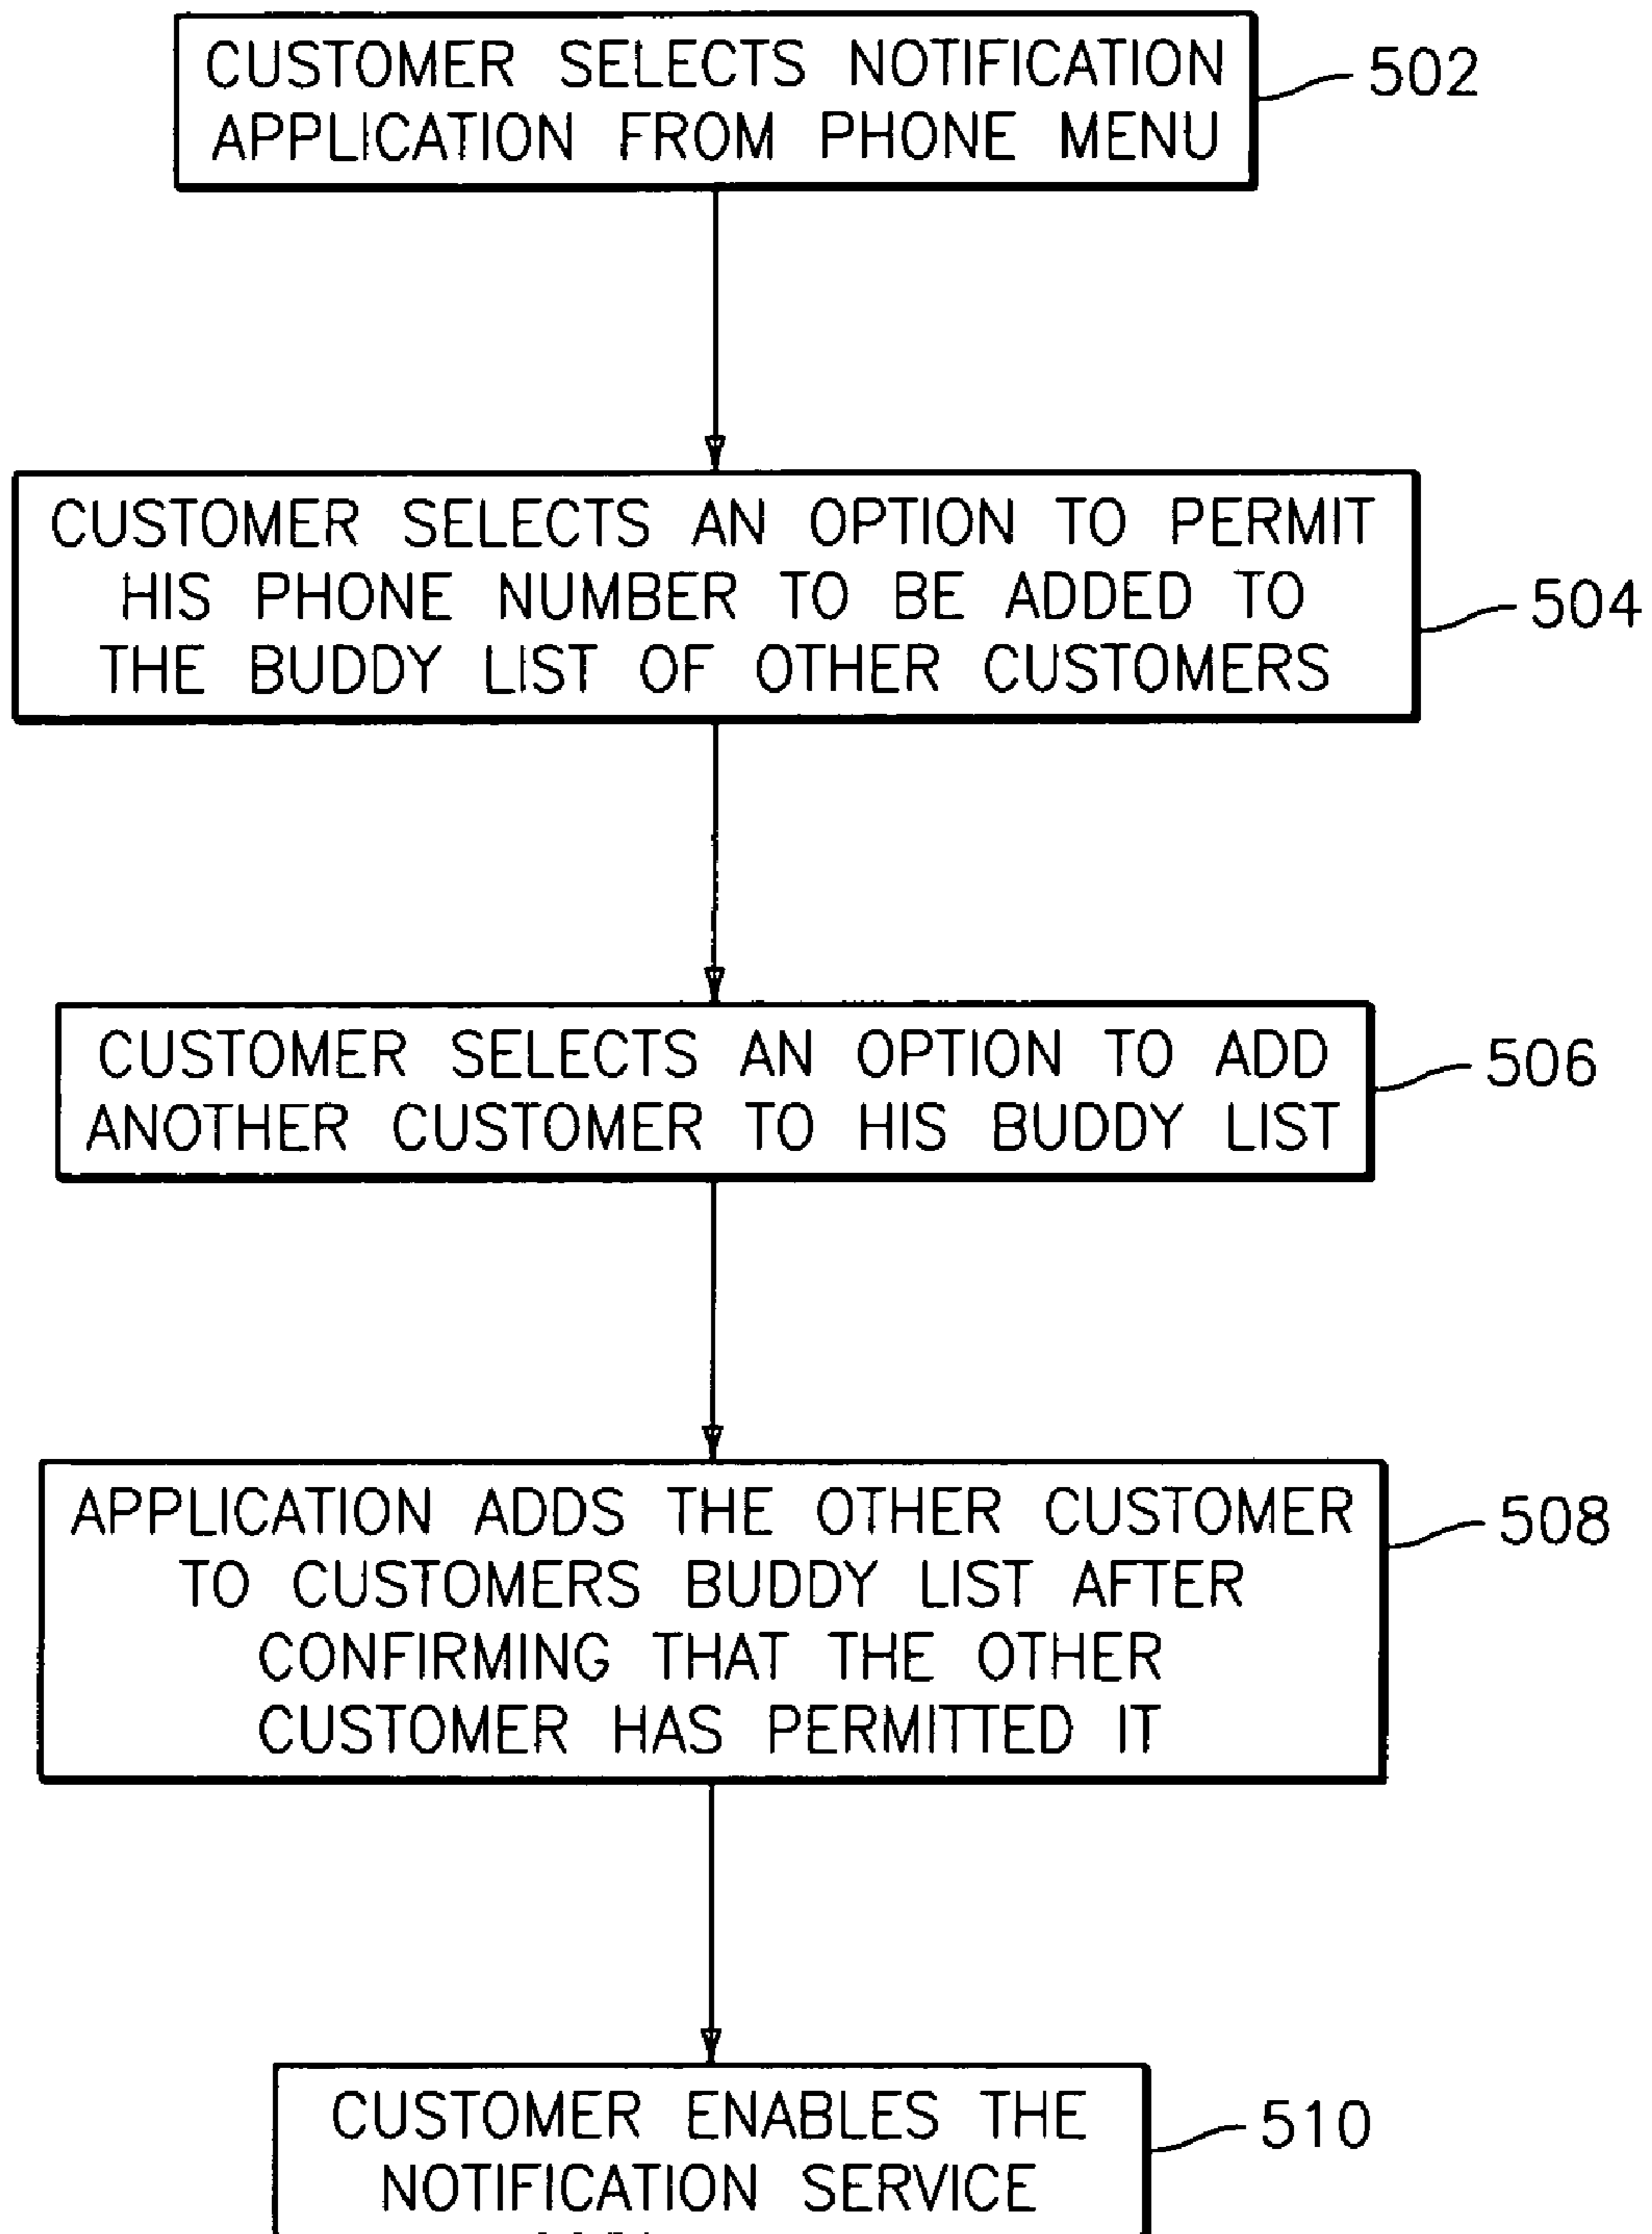 CUSTOMER SELECTS NOTIFICATION
APPLICATION FROM PHONE MENU
502
CUSTOMER SELECTS AN OPTION TO PERMIT
HIS PHONE NUMBER TO BE ADDED TO
THE BUDDY LIST OF OTHER CUSTOMERS
504
CUSTOMER SELECTS AN OPTION TO ADD
ANOTHER CUSTOMER TO HIS BUDDY LIST
506
APPLICATION ADDS THE OTHER CUSTOMER
TO CUSTOMERS BUDDY LIST AFTER
CONFIRMING THAT THE OTHER
CUSTOMER HAS PERMITTED IT
508
CUSTOMER ENABLES THE
NOTIFICATION SERVICE
510